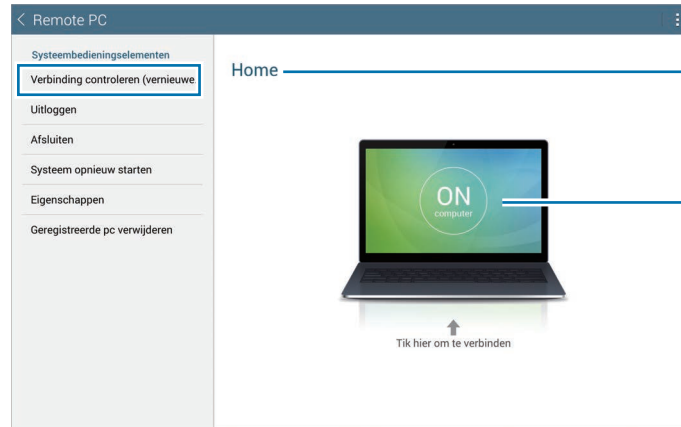 Remote PC
Systeembedieningselementen
Verbinding controleren (vernieuwe
Uitloggen
Afsluiten
Systeem opnieuw starten
Eigenschappen
Geregistreerde pc verwijderen
Home
ON
computer
Tik hier om te verbinden